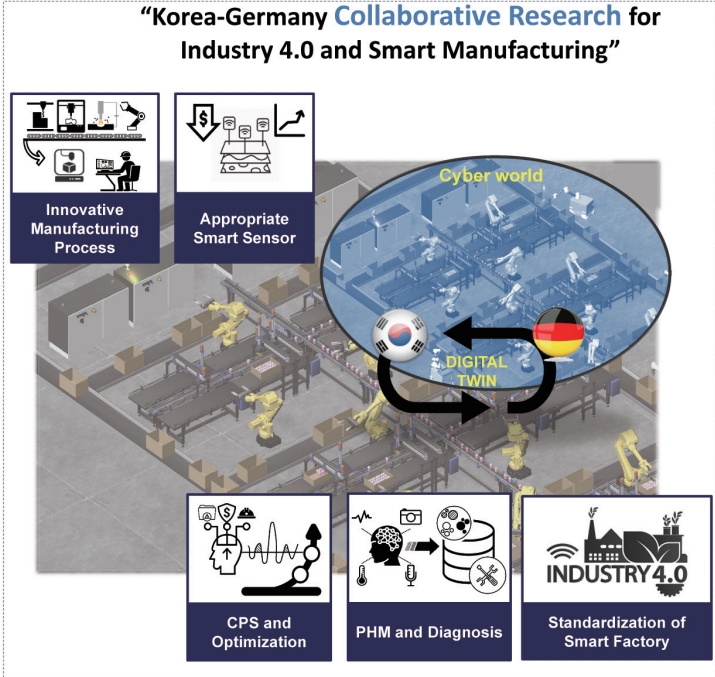 “Korea-Germany Collaborative Research for
Industry 4.0 and Smart Manufacturing”
Innovative
Manufacturing
Process
$
Appropriate
Smart Sensor
Cyber world
DIGITAL
TWIN
$
CPS and
Optimization
PHM and Diagnosis
INDUSTRY 4.0
Standardization of
Smart Factory